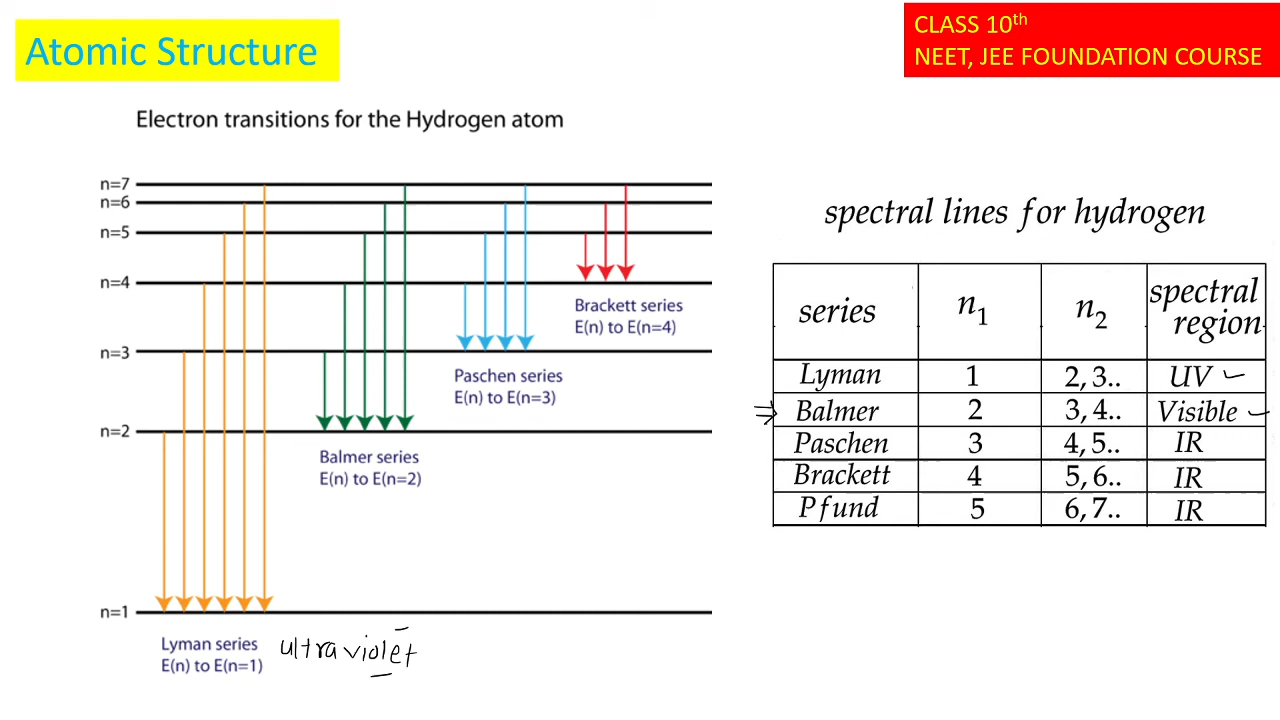 Atomic Structure
CLASS 10th
NEET, JEE FOUNDATION COURSE
Electron transitions for the Hydrogen atom
n=7
n=6
n=5
n=4
Brackett series
E(n) to E(n=4)
n=3
Paschen series
E(n) to E(n=3)
n=2
Balmer series
E(n) to E(n=2)
n=1
Lyman series
E(n) to E(n=1)
ultraviolet
spectral lines for hydrogen
series n1 n2 spectral region
Lyman 1 2, 3.. UV
Balmer 2 3, 4.. Visible
Paschen 3 4, 5.. IR
Brackett 4 5, 6.. IR
Pfund 5 6, 7.. IR